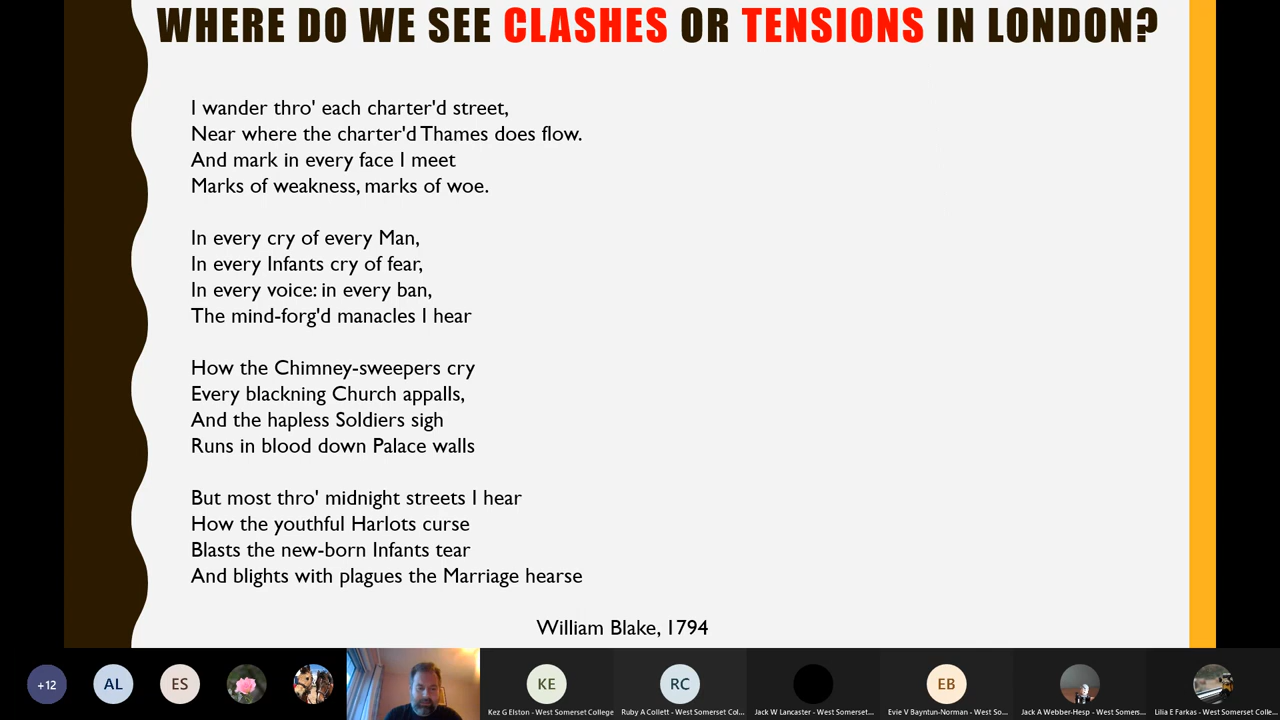 WHERE DO WE SEE CLASHES OR TENSIONS IN LONDON?
I wander thro' each charter'd street,
Near where the charter'd Thames does flow.
And mark in every face I meet
Marks of weakness, marks of woe.
In every cry of every Man,
In every Infants cry of fear,
In every voice: in every ban,
The mind-forg'd manacles I hear
How the Chimney-sweepers cry
Every blackning Church appalls,
And the hapless Soldiers sigh
Runs in blood down Palace walls
But most thro' midnight streets I hear
How the youthful Harlots curse
Blasts the new-born Infants tear
And blights with plagues the Marriage hearse
William Blake, 1794
+12
AL
ES
KE
RC
EB
Kez G Elston - West Somerset College
Ruby A Collett - West Somerset Col...
Jack W Lancaster - West Somerset...
Evie V Bayntun-Norman - West So...
Jack A Webber-Hesp - West Somers...
Lilia E Farkas - West Somerset Colle...